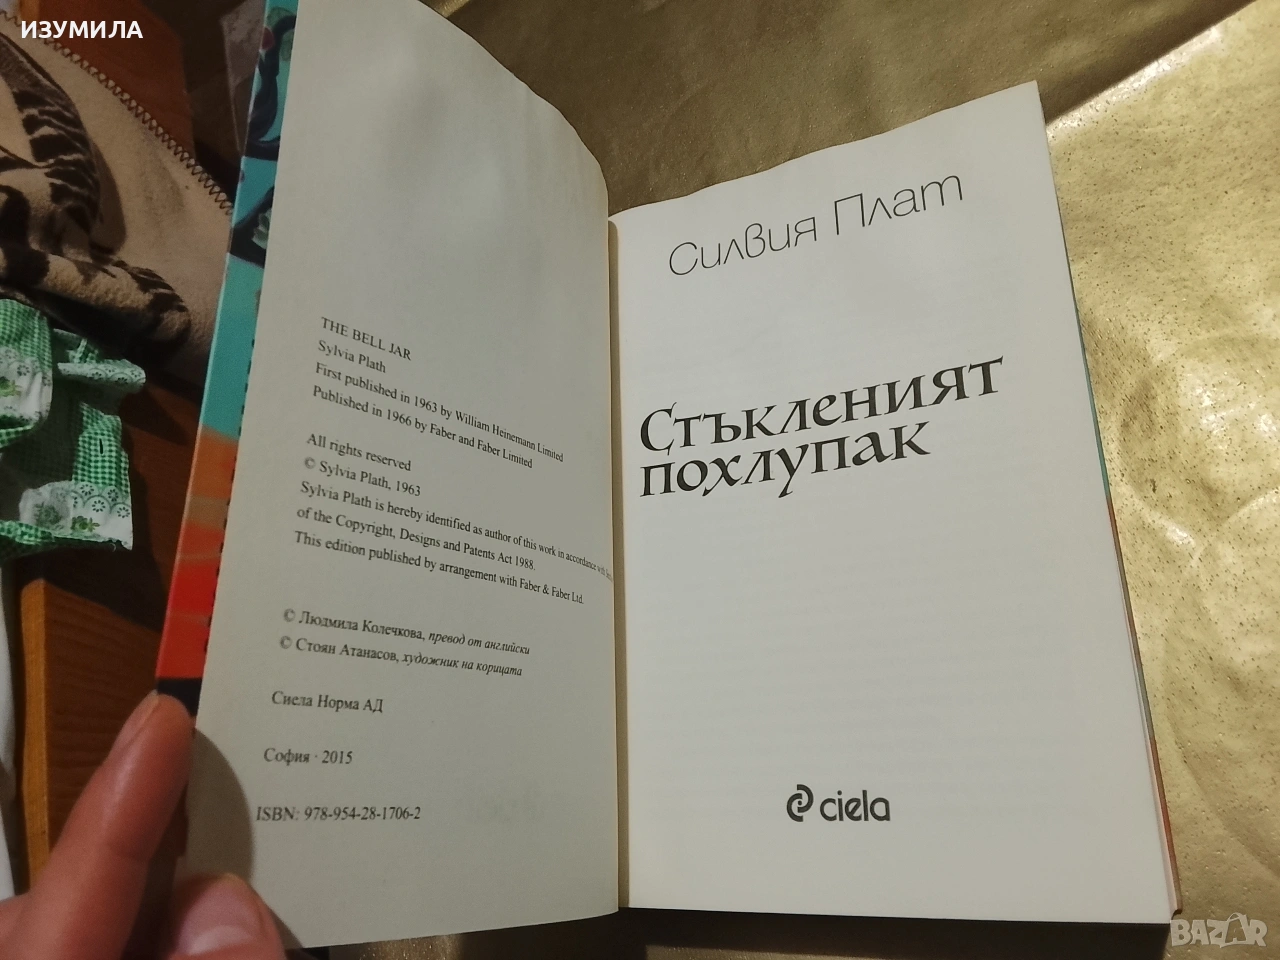 ИЗУМИЛА
THE BELL JAR
Sylvia Plath
First published in 1963 by William Heinemann Limited
Published in 1966 by Faber and Faber Limited
All rights reserved
© Sylvia Plath, 1963
Sylvia Plath is hereby identified as author of this work in accordance with
of the Copyright, Designs and Patents Act 1988.
This edition published by arrangement with Faber & Faber Ltd.
© Людмила Колечкова, превод от английски
© Стоян Атанасов, художник на корицата
Сиела Норма АД
София · 2015
ISBN: 978-954-28-1706-2
Силвия Плат
Стъкленият
похлупак
ciela
BAZAR